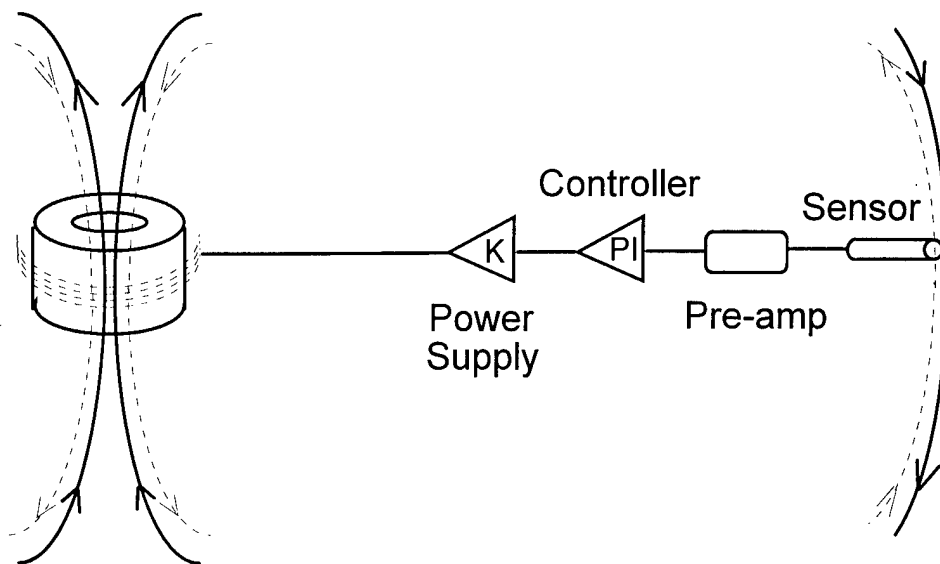 Controller
Sensor
K
PI
Power
Supply
Pre-amp